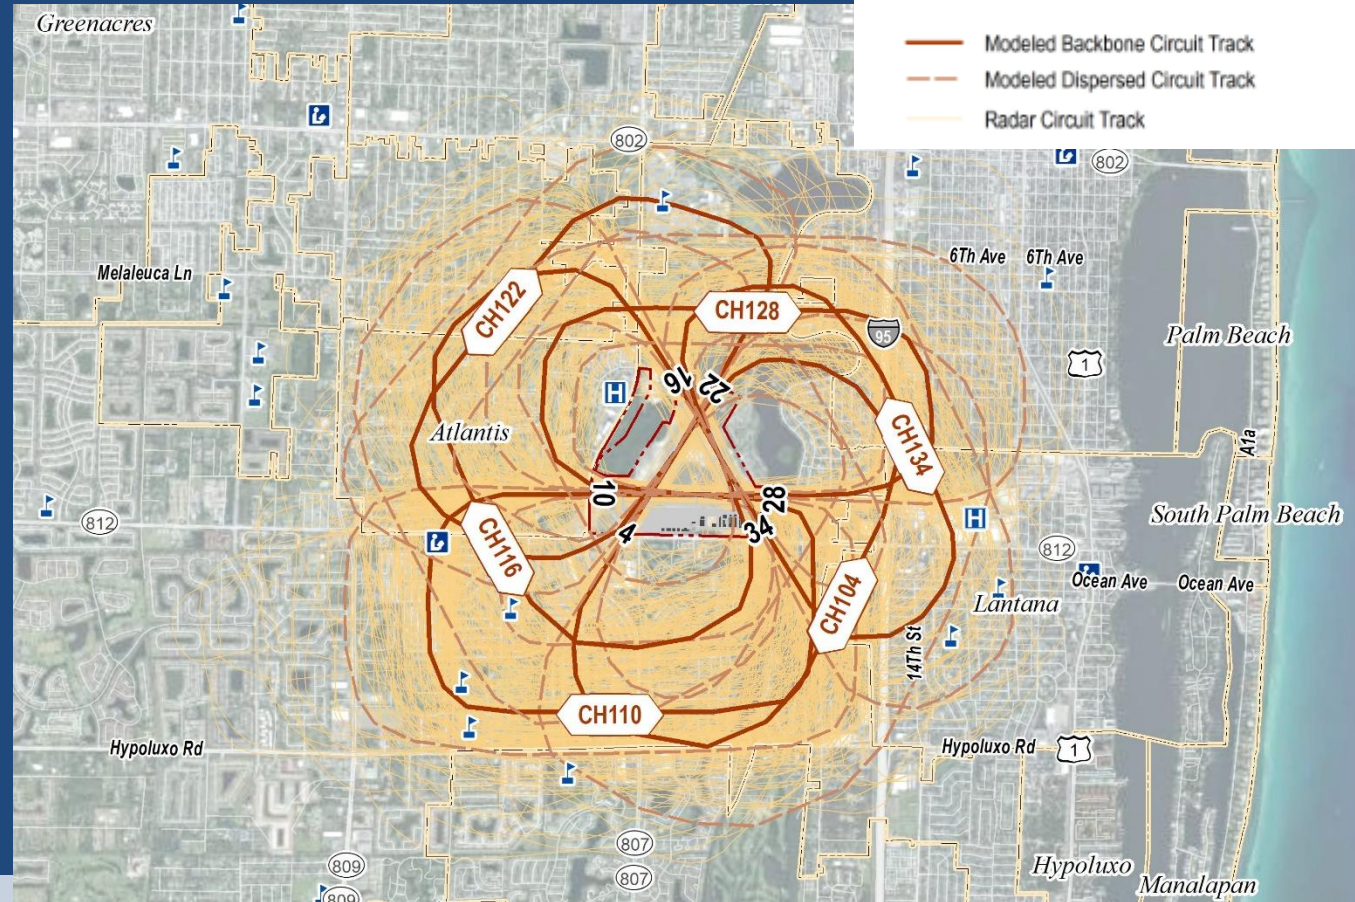 Greenacres
Modeled Backbone Circuit Track
Modeled Dispersed Circuit Track
Radar Circuit Track
802
802
6Th Ave
6Th Ave
Melaleuca Ln
CH122
CH128
95
Palm Beach
1
16
22
H
Atlantis
CH134
A1a
10
28
812
4
34
H
South Palm Beach
CH116
812
Ocean Ave
Ocean Ave
CH104
Lantana
14Th St
CH110
Hypoluxo Rd
Hypoluxo Rd
1
807
809
Hypoluxo
807
Manalapan
809